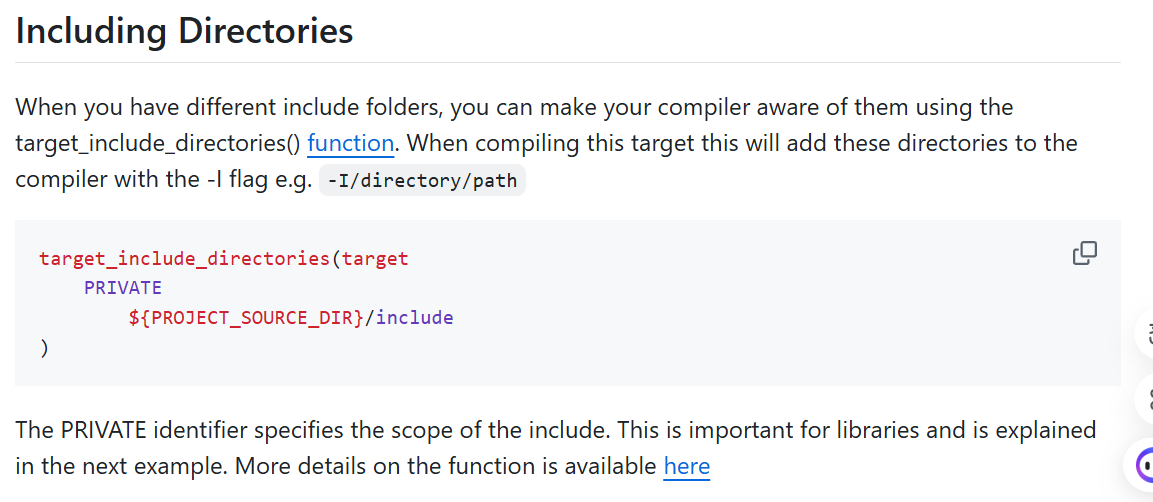 Including Directories
When you have different include folders, you can make your compiler aware of them using the
target_include_directories() function. When compiling this target this will add these directories to the
compiler with the -I flag e.g. -I/directory/path
target_include_directories(target
    PRIVATE
        ${PROJECT_SOURCE_DIR}/include
)
The PRIVATE identifier specifies the scope of the include. This is important for libraries and is explained
in the next example. More details on the function is available here